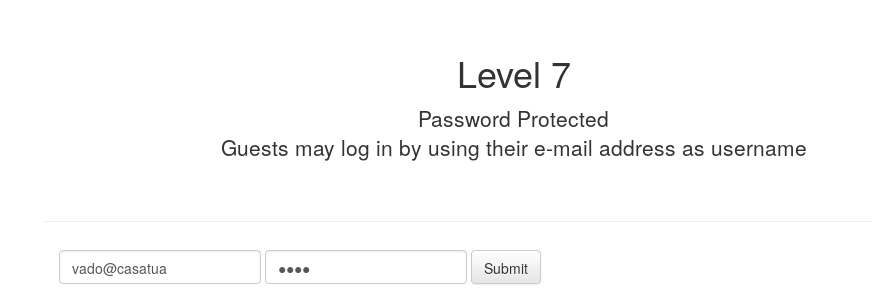 Level 7
Password Protected
Guests may log in by using their e-mail address as username
vado@casatua •••• Submit